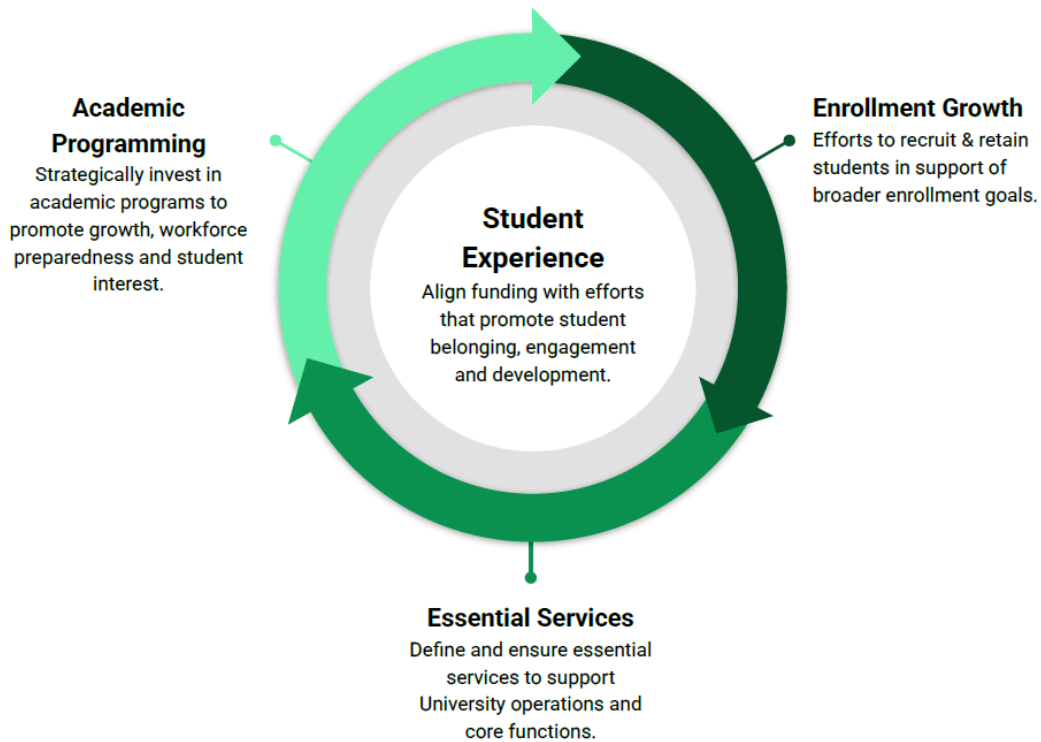 Academic
Programming
Strategically invest in
academic programs to
promote growth, workforce
preparedness and student
interest.
Enrollment Growth
Efforts to recruit & retain
students in support of
broader enrollment goals.
Student
Experience
Align funding with efforts
that promote student
belonging, engagement
and development.
Essential Services
Define and ensure essential
services to support
University operations and
core functions.